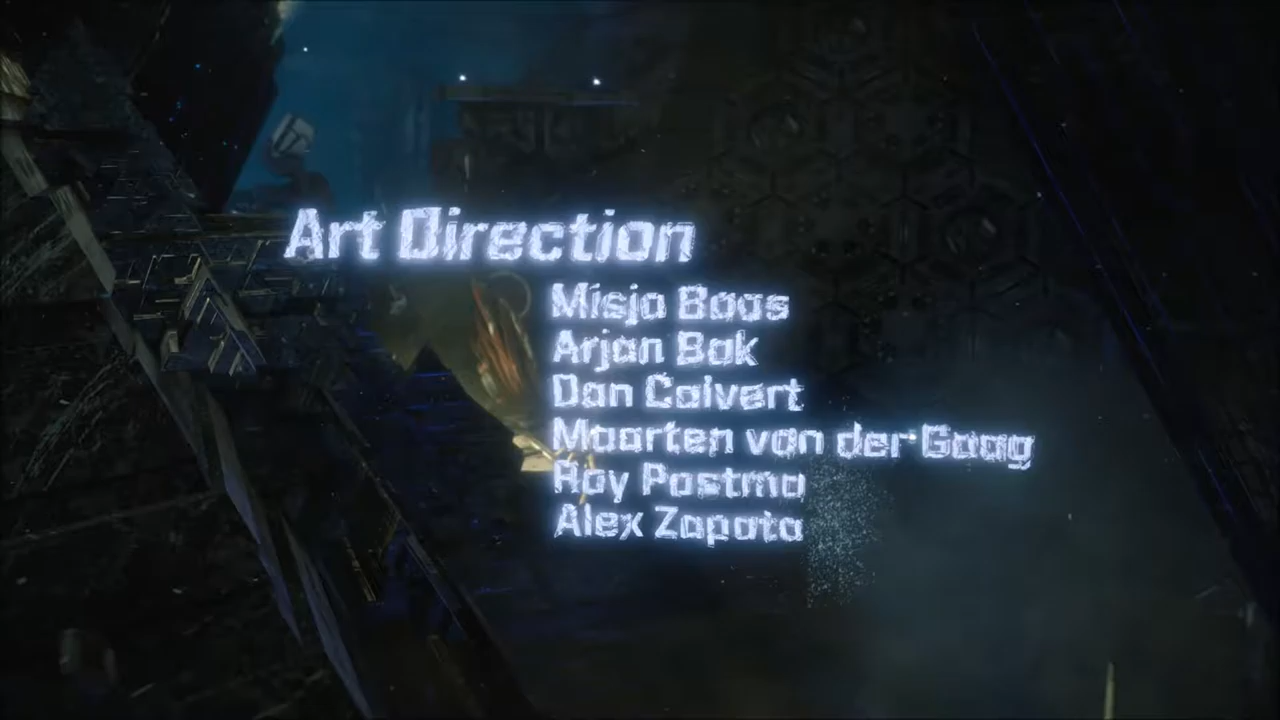 Art Direction
Misja Baas
Arjan Bak
Dan Calvert
Maarten van der Gaag
Roy Postma
Alex Zapata